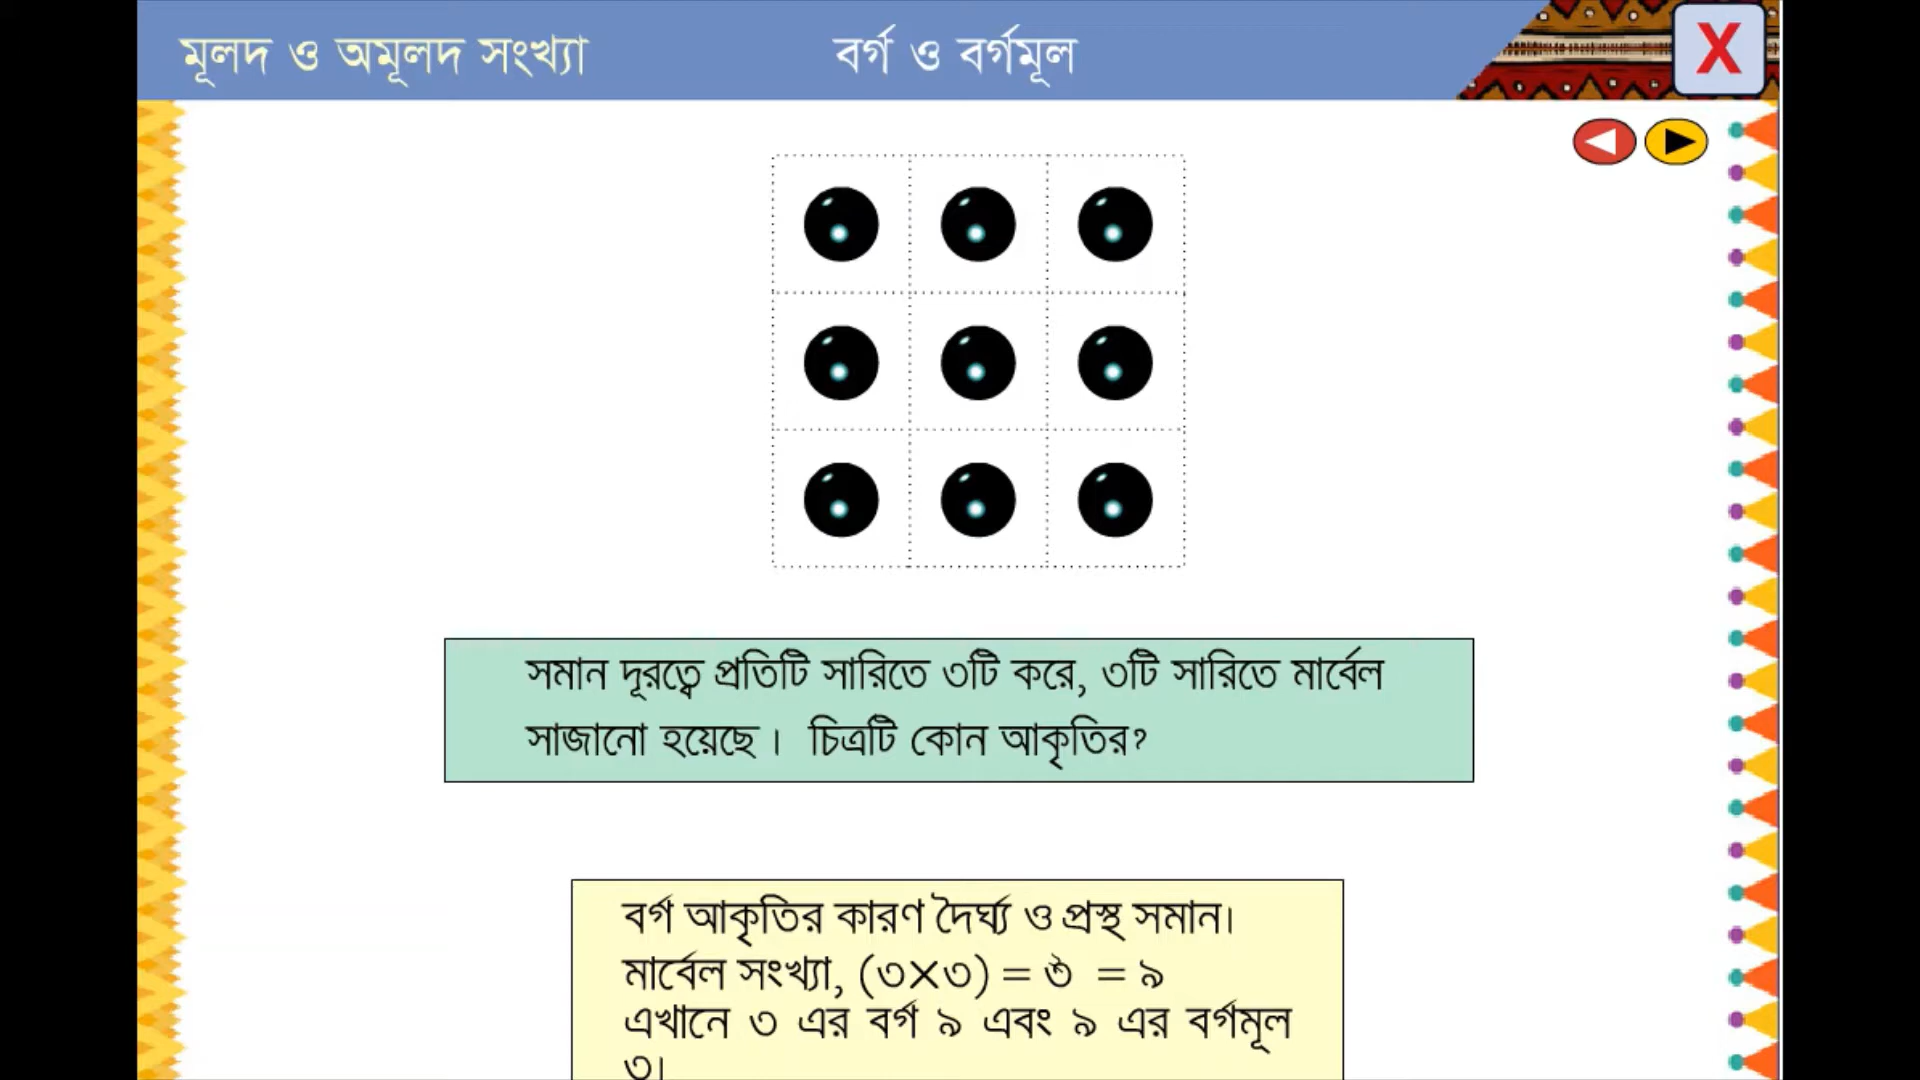 মূলদ ও অমূলদ সংখ্যা
বর্গ ও বর্গমূল
X
সমান দূরত্বে প্রতিটি সারিতে ৩টি করে, ৩টি সারিতে মার্বেল
সাজানো হয়েছে। চিত্রটি কোন আকৃতির?
বর্গ আকৃতির কারণ দৈর্ঘ্য ও প্রস্থ সমান।
মার্বেল সংখ্যা, (৩×৩) = ৩² = ৯
এখানে ৩ এর বর্গ ৯ এবং ৯ এর বর্গমূল
৩।